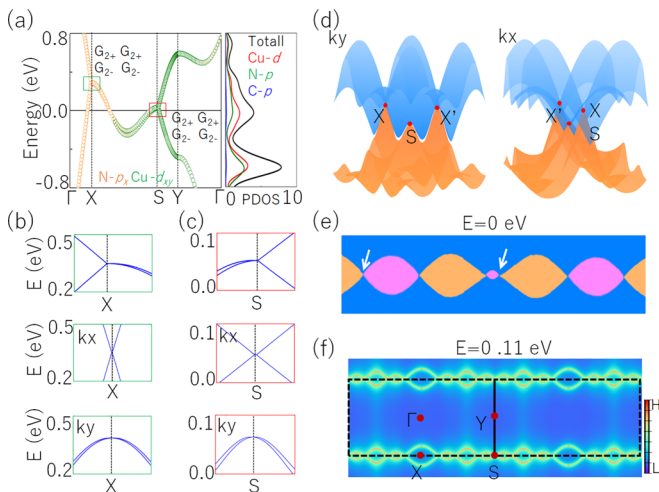 (a)
0.8
0.0
-0.8
Energy (eV)
G2+ G2+
G2- G2-
G2+ G2+
G2- G2-
N-px Cu-dxy
Γ X S Y Γ
Totall
Cu-d
N-p
C-p
0 PDOS 10
(b)
0.5
E (eV)
0.2
X
0.5
E (eV)
0.2
kx
X
0.5
E (eV)
0.2
ky
X
(c)
0.1
0.0
S
0.1
0.0
kx
S
0.1
0.0
ky
S
(d)
ky
X
X'
S
kx
X'
X
S
(e)
E=0 eV
(f)
E=0 .11 eV
Γ
Y
X
S
H
L